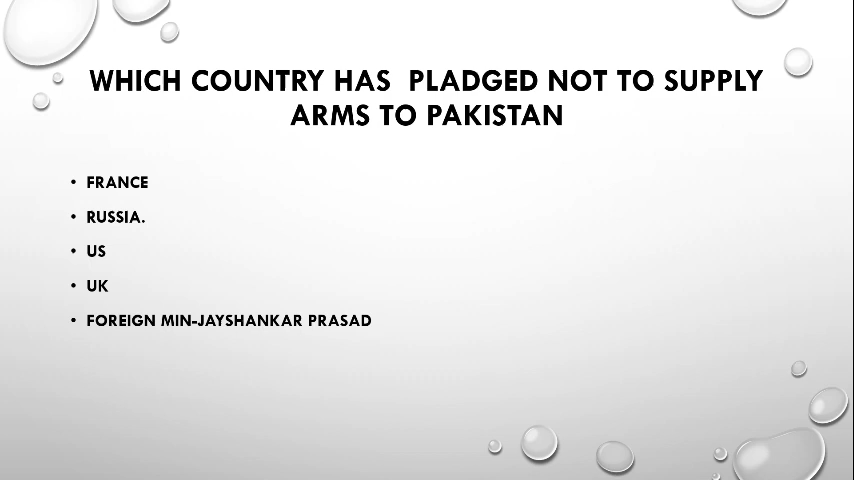 WHICH COUNTRY HAS PLADGED NOT TO SUPPLY
ARMS TO PAKISTAN
• FRANCE
• RUSSIA.
• US
• UK
• FOREIGN MIN-JAYSHANKAR PRASAD